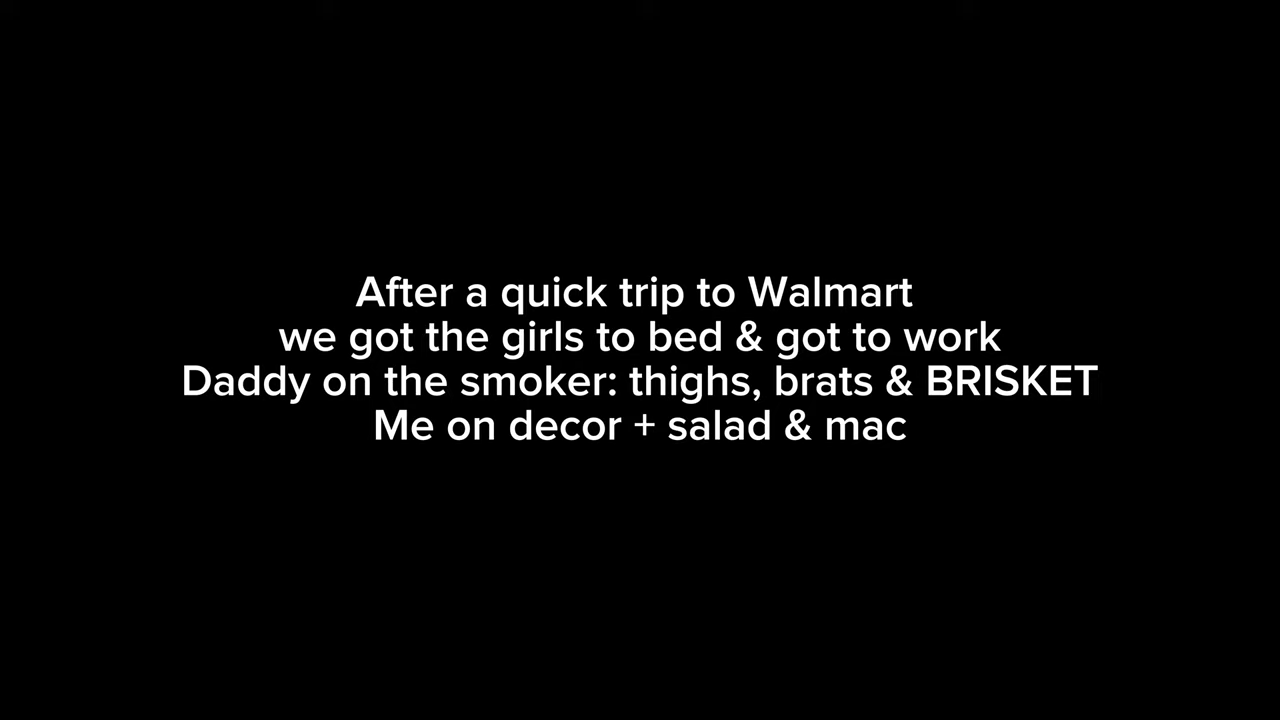 After a quick trip to Walmart
we got the girls to bed & got to work
Daddy on the smoker: thighs, brats & BRISKET
Me on decor + salad & mac